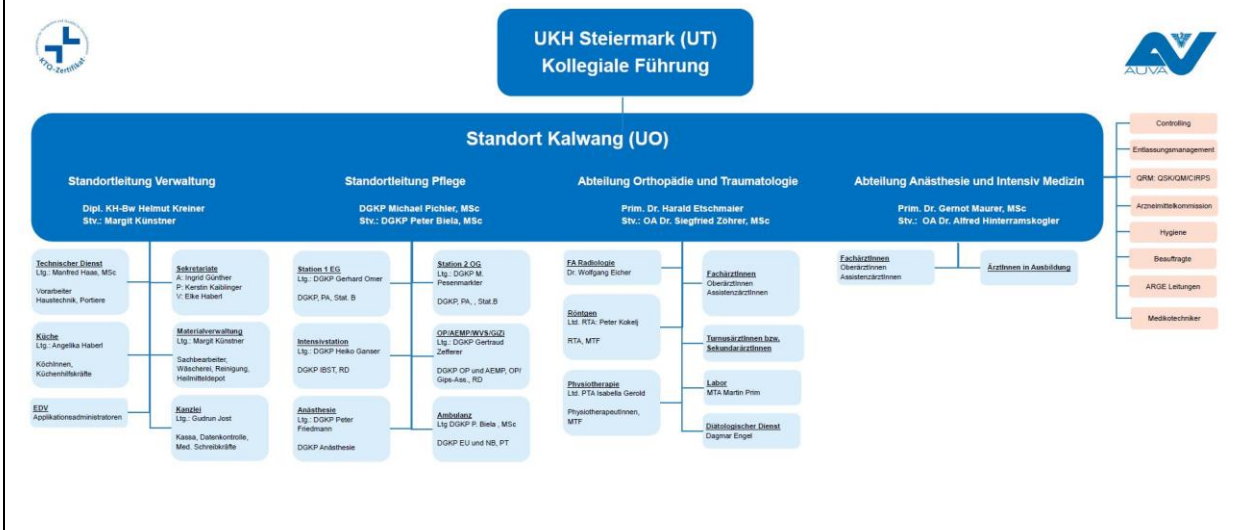 KTQ-Zertifikat
UKH Steiermark (UT)
Kollegiale Führung
AUVA
Standort Kalwang (UO)
Standortleitung Verwaltung
Dipl. KH-Bw Helmut Kreiner
Stv.: Margit Künstner
Standortleitung Pflege
DGKP Michael Pichler, MSc
Stv.: DGKP Peter Biela, MSc
Abteilung Orthopädie und Traumatologie
Prim. Dr. Harald Etschmaier
Stv.: OA Dr. Siegfried Zöhrer, MSc
Abteilung Anästhesie und Intensiv Medizin
Prim. Dr. Gernot Maurer, MSc
Stv.: OA Dr. Alfred Hinterramskogler
Technischer Dienst
Ltg.: Manfred Haas, MSc
Vorarbeiter
Haustechnik, Portiere
Küche
Ltg.: Angelika Haberl
KöchInnen,
Küchenhilfskräfte
EDV
Applikationsadministratoren
Sekretariate
A: Ingrid Günther
P: Kerstin Kaiblinger
V: Elke Haberl
Materialverwaltung
Ltg.: Margit Künstner
Sachbearbeiter,
Wäscherei, Reinigung,
Heilmitteldepot
Kanzlei
Ltg.: Gudrun Jost
Kassa, Datenkontrolle,
Med. Schreibkräfte
Station 1 EG
Ltg.: DGKP Gerhard Omer
DGKP, PA, Stat. B
Intensivstation
Ltg.: DGKP Heiko Ganser
DGKP IBST, RD
Anästhesie
Ltg.: DGKP Peter
Friedmann
DGKP Anästhesie
Station 2 OG
Ltg.: DGKP M.
Pesenmarkter
DGKP, PA, , Stat.B
OP/AEMP/WVS/GiZi
Ltg.: DGKP Gertraud
Zefferer
DGKP OP und AEMP, OP/
Gips-Ass., RD
Ambulanz
Ltg DGKP P. Biela , MSc
DGKP EU und NB, PT
FA Radiologie
Dr. Wolfgang Eicher
Röntgen
Ltd. RTA: Peter Kokelj
RTA, MTF
Physiotherapie
Ltd. PTA Isabella Gerold
PhysiotherapeutInnen,
MTF
FachärztInnen
OberärztInnen
AssistenzärztInnen
TurnusärztInnen bzw.
SekundarärztInnen
Labor
MTA Martin Prim
Diätologischer Dienst
Dagmar Engel
FachärztInnen
OberärztInnen
AssistenzärztInnen
ÄrztInnen in Ausbildung
Controlling
Entlassungsmanagement
QRM: QSK/QM/CIRPS
Arzneimittelkommission
Hygiene
Beauftragte
ARGE Leitungen
Medikotechniker